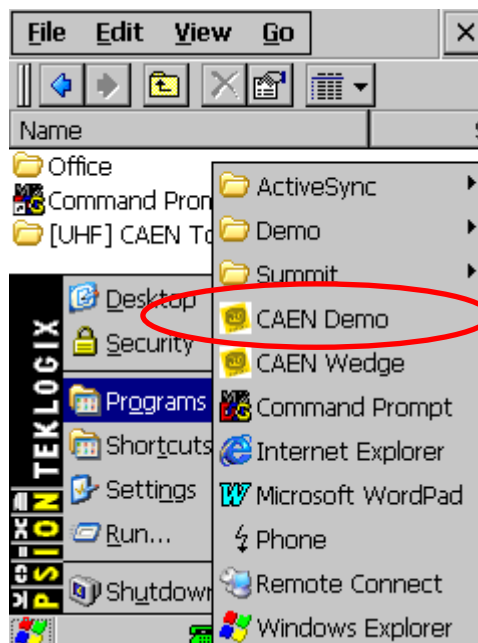 File Edit View Go
Name
Office
Command Pron
[UHF] CAEN To
ActiveSync
Demo
Summit
CAEN Demo
CAEN Wedge
Command Prompt
Internet Explorer
Microsoft WordPad
Phone
Remote Connect
Windows Explorer
Desktop
Security
Programs
Shortcuts
Settings
Run...
Shutdown
PSION TEKLOGIX